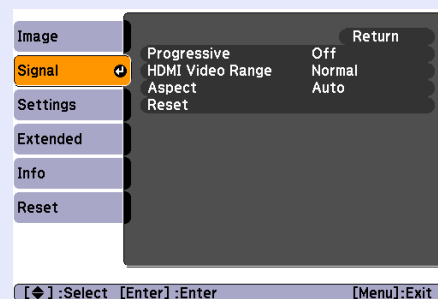 Image
Signal
Settings
Extended
Info
Reset
Return
Progressive Off
HDMI Video Range Normal
Aspect Auto
Reset
[◆] :Select [Enter] :Enter [Menu]:Exit